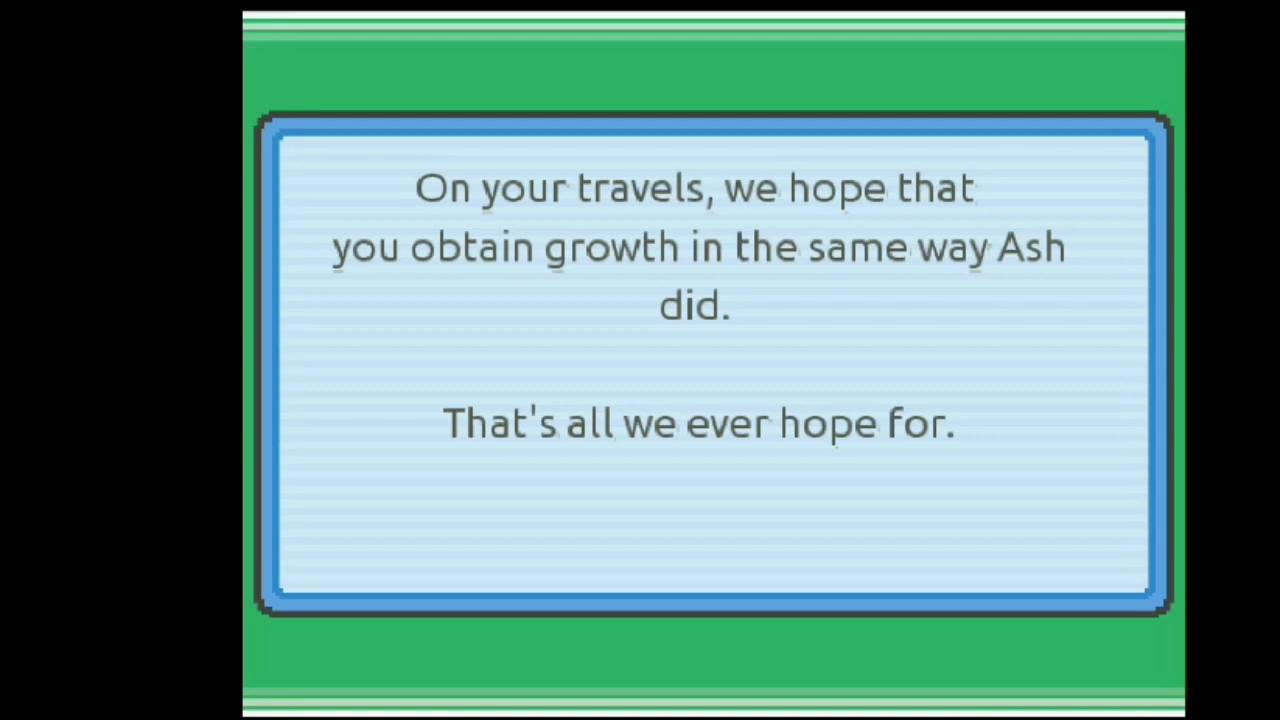 On your travels, we hope that
you obtain growth in the same way Ash
did.
That's all we ever hope for.